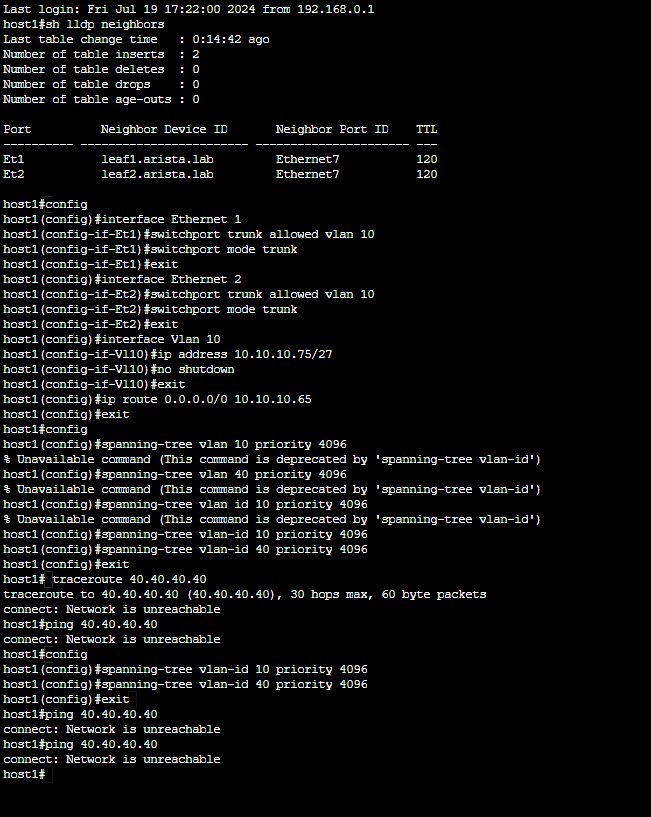 Last login: Fri Jul 19 17:22:00 2024 from 192.168.0.1
host1#sh lldp neighbors
Last table change time   : 0:14:42 ago
Number of table inserts  : 2
Number of table deletes  : 0
Number of table drops    : 0
Number of table age-outs : 0

Port          Neighbor Device ID       Neighbor Port ID    TTL
---------- ------------------------ ---------------------- ---
Et1           leaf1.arista.lab         Ethernet7           120
Et2           leaf2.arista.lab         Ethernet7           120

host1#config
host1(config)#interface Ethernet 1
host1(config-if-Et1)#switchport trunk allowed vlan 10
host1(config-if-Et1)#switchport mode trunk
host1(config-if-Et1)#exit
host1(config)#interface Ethernet 2
host1(config-if-Et2)#switchport trunk allowed vlan 10
host1(config-if-Et2)#switchport mode trunk
host1(config-if-Et2)#exit
host1(config)#interface Vlan 10
host1(config-if-Vl10)#ip address 10.10.10.75/27
host1(config-if-Vl10)#no shutdown
host1(config-if-Vl10)#exit
host1(config)#ip route 0.0.0.0/0 10.10.10.65
host1(config)#exit
host1#config
host1(config)#spanning-tree vlan 10 priority 4096
% Unavailable command (This command is deprecated by 'spanning-tree vlan-id')
host1(config)#spanning-tree vlan 40 priority 4096
% Unavailable command (This command is deprecated by 'spanning-tree vlan-id')
host1(config)#spanning-tree vlan id 10 priority 4096
% Unavailable command (This command is deprecated by 'spanning-tree vlan-id')
host1(config)#spanning-tree vlan-id 10 priority 4096
host1(config)#spanning-tree vlan-id 40 priority 4096
host1(config)#exit
host1# traceroute 40.40.40.40
traceroute to 40.40.40.40 (40.40.40.40), 30 hops max, 60 byte packets
connect: Network is unreachable
host1#ping 40.40.40.40
connect: Network is unreachable
host1#config
host1(config)#spanning-tree vlan-id 10 priority 4096
host1(config)#spanning-tree vlan-id 40 priority 4096
host1(config)#exit
host1#ping 40.40.40.40
connect: Network is unreachable
host1#ping 40.40.40.40
connect: Network is unreachable
host1#